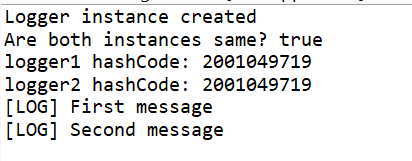 Logger instance created
Are both instances same? true
logger1 hashCode: 2001049719
logger2 hashCode: 2001049719
[LOG] First message
[LOG] Second message